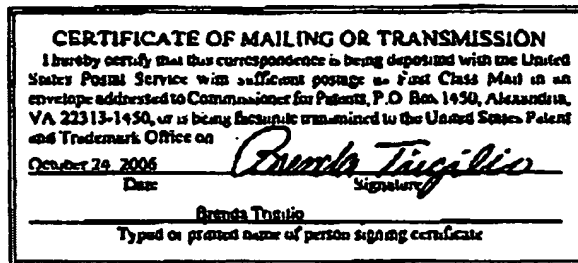 CERTIFICATE OF MAILING OR TRANSMISSION
I hereby certify that this correspondence is being deposited with the United
States Postal Service with sufficient postage as First Class Mail in an
envelope addressed to Commissioner for Patents, P.O. Box 1450, Alexandria,
VA 22313-1450, or is being facsimile transmitted to the United States Patent
and Trademark Office on
October 24, 2006 Brenda Tirgilio
Date Signature
Brenda
Typed or printed name of person signing certificate